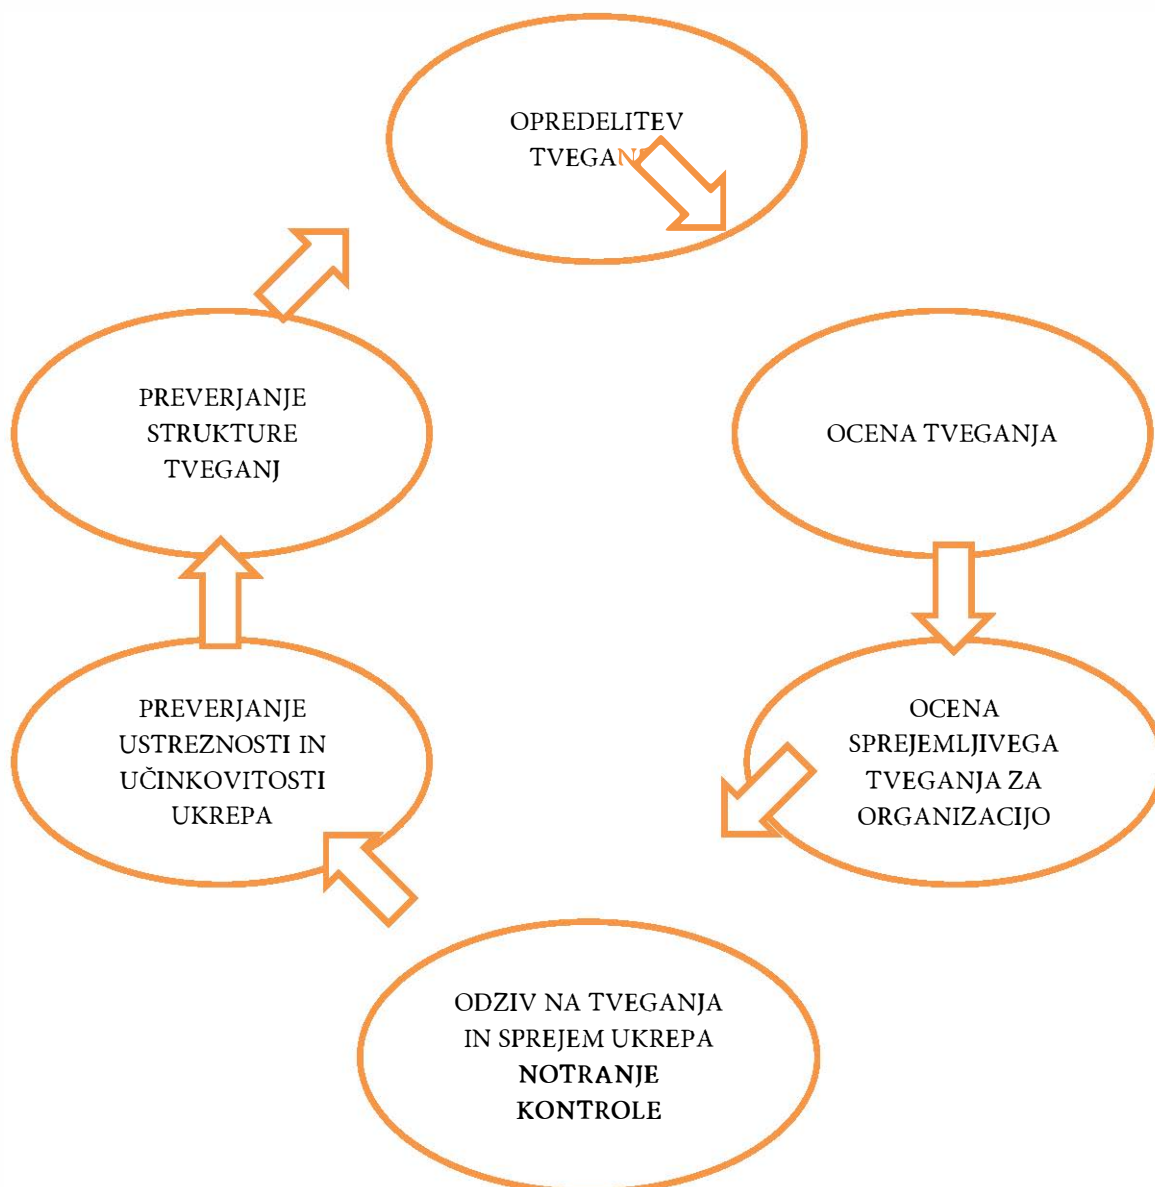 OPREDELITEV
PREVERJANJE
STRUKTURE
TVEGANJ
OCENA TVEGANJA
PREVERJANJE
USTREZNOSTI IN
UČINKOVITOSTI
UKREPA
OCENA
SPREJEMLJIVEGA
TVEGANJA ZA
ORGANIZACIJO
ODZIV NA TVEGANJA
IN SPREJEM UKREPA
NOTRANJE
KONTROLE